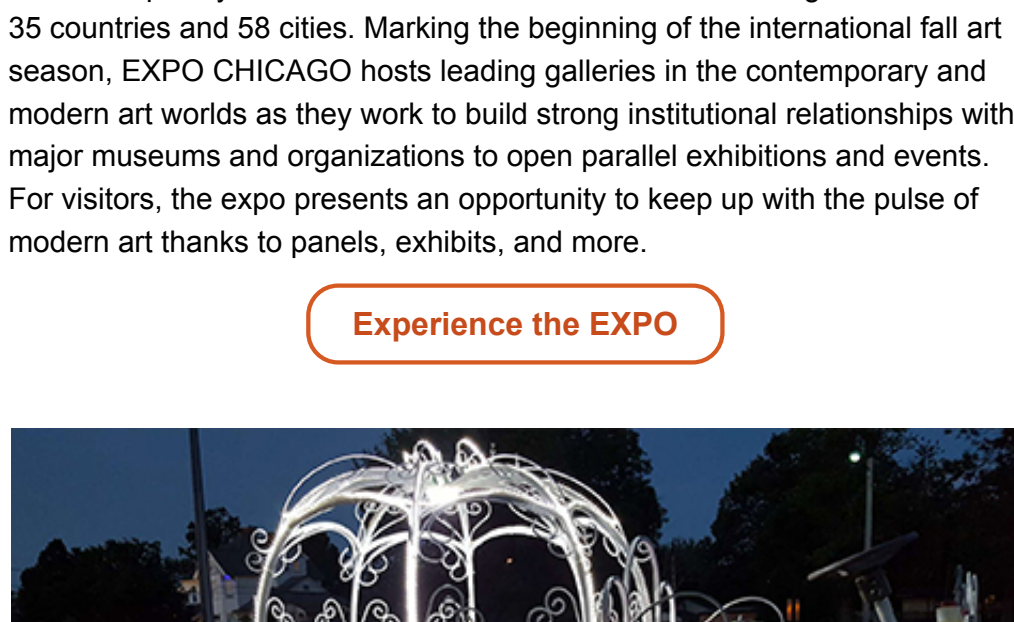 35 countries and 58 cities. Marking the beginning of the international fall art
season, EXPO CHICAGO hosts leading galleries in the contemporary and
modern art worlds as they work to build strong institutional relationships with
major museums and organizations to open parallel exhibitions and events.
For visitors, the expo presents an opportunity to keep up with the pulse of
modern art thanks to panels, exhibits, and more.
Experience the EXPO